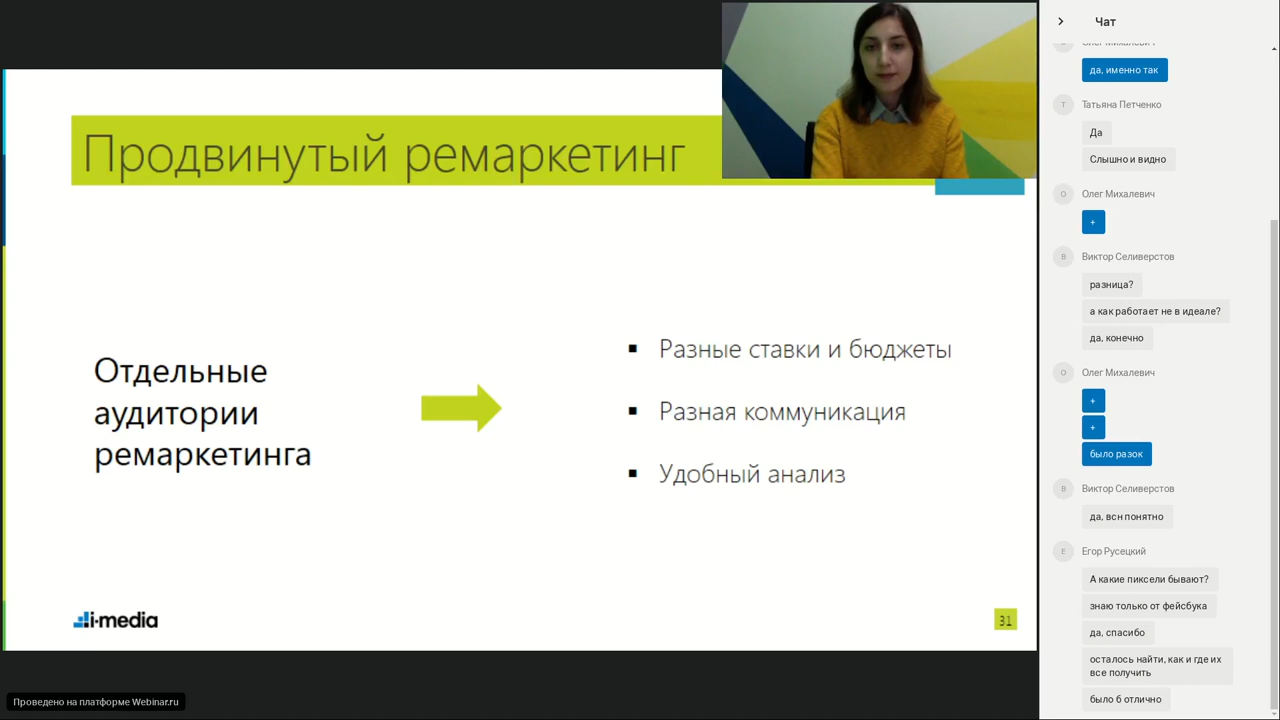 Продвинутый ремаркетинг
Отдельные
аудитории
ремаркетинга
Разные ставки и бюджеты
Разная коммуникация
Удобный анализ
i-media
31
Проведено на платформе Webinar.ru
Чат
Олег Михалевич
да, именно так
Т
Татьяна Петченко
Да
Слышно и видно
О
Олег Михалевич
+
В
Виктор Селиверстов
разница?
а как работает не в идеале?
да, конечно
О
Олег Михалевич
+
+
было разок
В
Виктор Селиверстов
да, всн понятно
Е
Егор Русецкий
А какие пиксели бывают?
знаю только от фейсбука
да, спасибо
осталось найти, как и где их
все получить
было б отлично